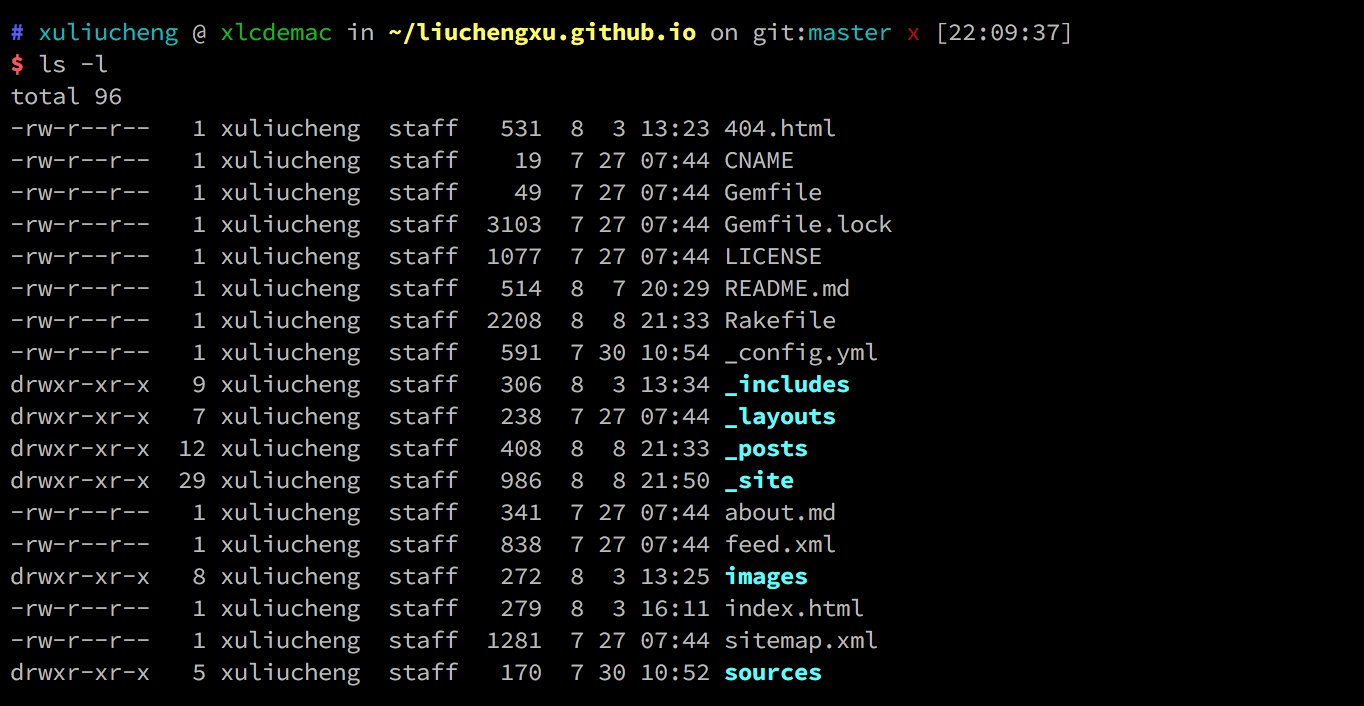 # xuliucheng @ xlcdemac in ~/liuchengxu.github.io on git:master x [22:09:37]
$ ls -l
total 96
-rw-r--r--   1 xuliucheng  staff   531  8  3 13:23 404.html
-rw-r--r--   1 xuliucheng  staff    19  7 27 07:44 CNAME
-rw-r--r--   1 xuliucheng  staff    49  7 27 07:44 Gemfile
-rw-r--r--   1 xuliucheng  staff  3103  7 27 07:44 Gemfile.lock
-rw-r--r--   1 xuliucheng  staff  1077  7 27 07:44 LICENSE
-rw-r--r--   1 xuliucheng  staff   514  8  7 20:29 README.md
-rw-r--r--   1 xuliucheng  staff  2208  8  8 21:33 Rakefile
-rw-r--r--   1 xuliucheng  staff   591  7 30 10:54 _config.yml
drwxr-xr-x   9 xuliucheng  staff   306  8  3 13:34 _includes
drwxr-xr-x   7 xuliucheng  staff   238  7 27 07:44 _layouts
drwxr-xr-x  12 xuliucheng  staff   408  8  8 21:33 _posts
drwxr-xr-x  29 xuliucheng  staff   986  8  8 21:50 _site
-rw-r--r--   1 xuliucheng  staff   341  7 27 07:44 about.md
-rw-r--r--   1 xuliucheng  staff   838  7 27 07:44 feed.xml
drwxr-xr-x   8 xuliucheng  staff   272  8  3 13:25 images
-rw-r--r--   1 xuliucheng  staff   279  8  3 16:11 index.html
-rw-r--r--   1 xuliucheng  staff  1281  7 27 07:44 sitemap.xml
drwxr-xr-x   5 xuliucheng  staff   170  7 30 10:52 sources